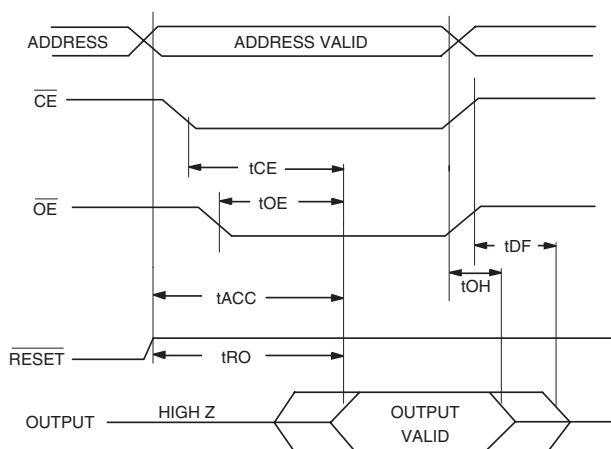 ADDRESS
ADDRESS VALID
CE
tCE
OE
tOE
tDF
tOH
tACC
RESET
tRO
OUTPUT
HIGH Z
OUTPUT
VALID